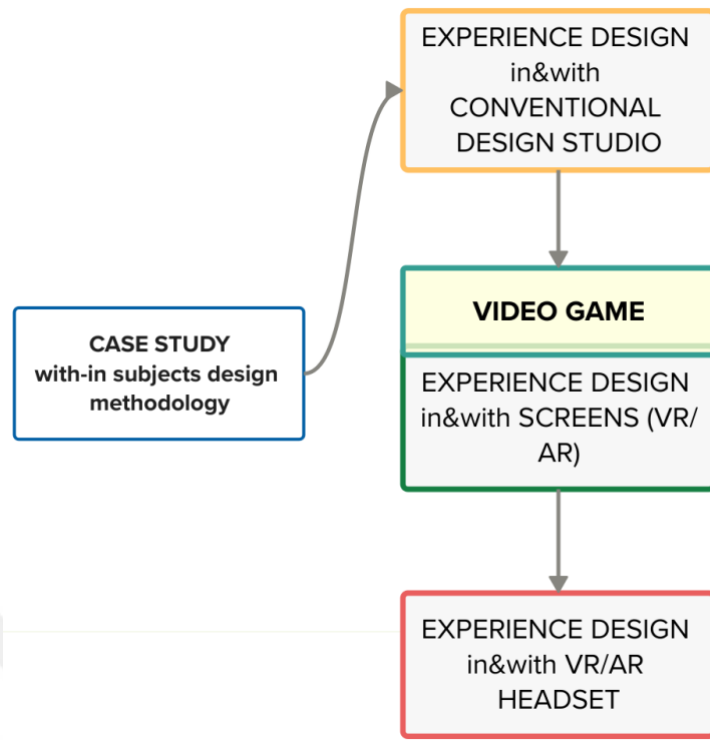 EXPERIENCE DESIGN
in&with
CONVENTIONAL
DESIGN STUDIO
VIDEO GAME
CASE STUDY
with-in subjects design
methodology
EXPERIENCE DESIGN
in&with SCREENS (VR/
AR)
EXPERIENCE DESIGN
in&with VR/AR
HEADSET